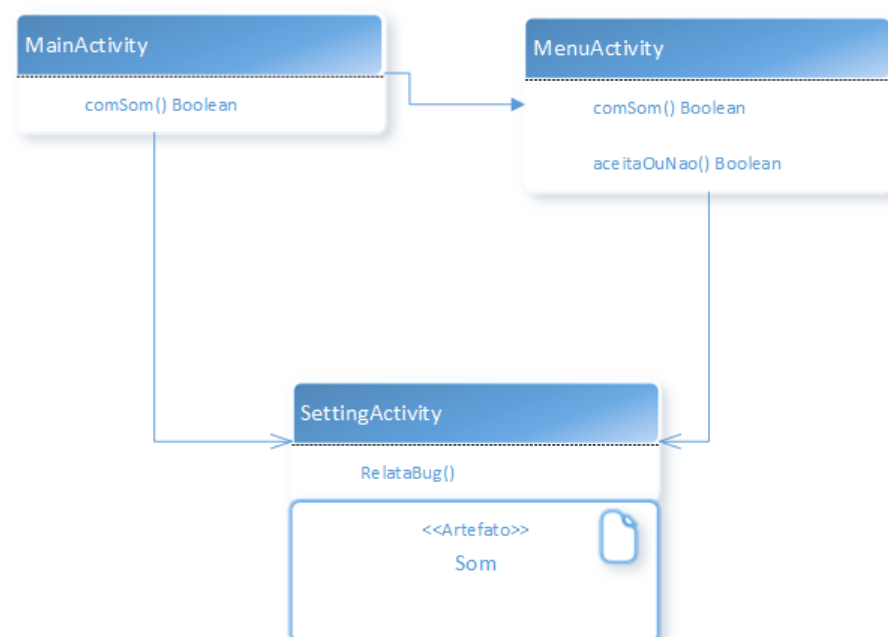 MainActivity
comSom() Boolean
MenuActivity
comSom() Boolean
aceitaOuNao() Boolean
SettingActivity
RelataBug()
<<Artefato>>
Som